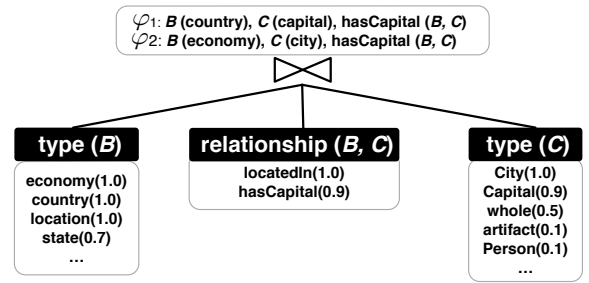 φ1: B (country), C (capital), hasCapital (B, C)
φ2: B (economy), C (city), hasCapital (B, C)
type (B)
economy(1.0)
country(1.0)
location(1.0)
state(0.7)
...
relationship (B, C)
locatedIn(1.0)
hasCapital(0.9)
type (C)
City(1.0)
Capital(0.9)
whole(0.5)
artifact(0.1)
Person(0.1)
...